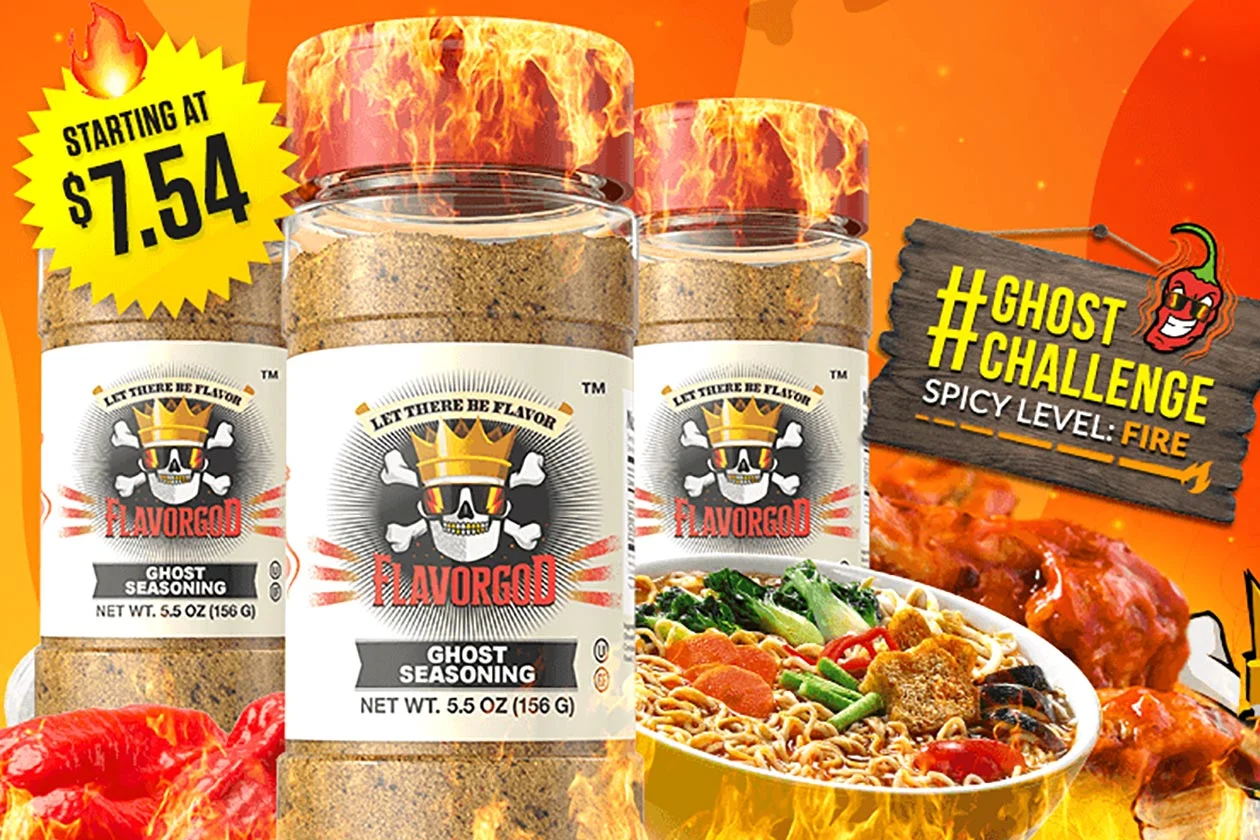 STARTING AT
$7.54
LET THERE BE FLAVOR
TM
FLAVORGOD
GHOST
SEASONING
NET WT. 5.5 OZ (156 G)
LET THERE BE FLAVOR
TM
FLAVORGOD
GHOST
SEASONING
NET WT. 5.5 OZ (156 G)
LET THERE BE FLAVOR
TM
FLAVORGOD
#GHOST
CHALLENGE
SPICY LEVEL: FIRE